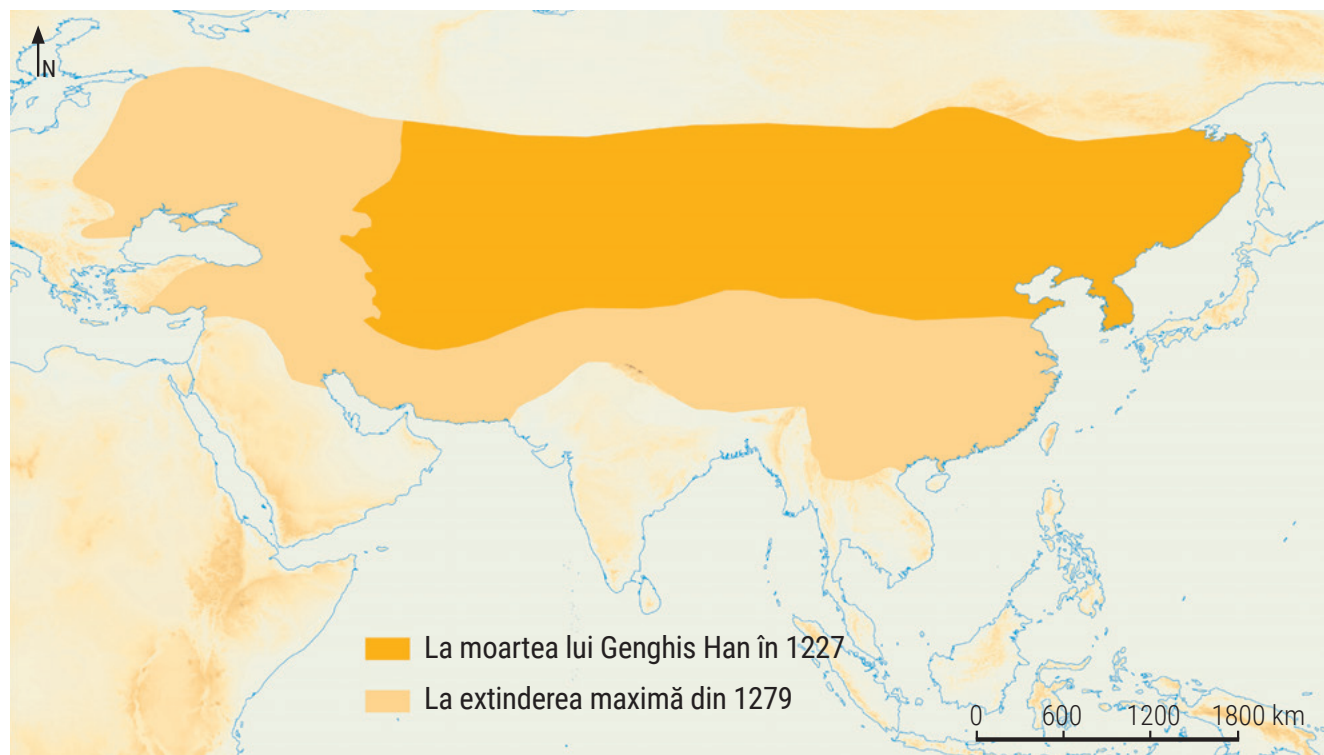 N
La moartea lui Genghis Han în 1227
La extinderea maximă din 1279
0 600 1200 1800 km